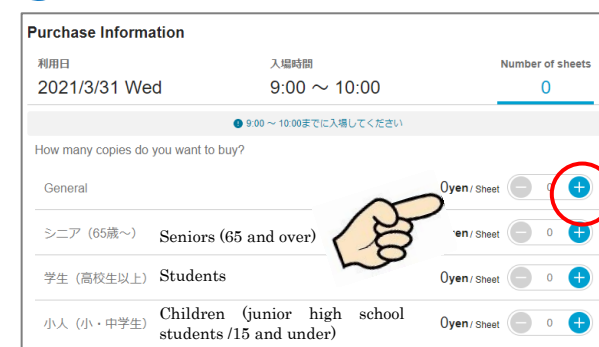 Purchase Information
利用日 入場時間 Number of sheets
2021/3/31 Wed 9:00 ～ 10:00 0
9:00 ～ 10:00までに入場してください
How many copies do you want to buy?
General 0yen / Sheet 0
シニア（65歳～） Seniors (65 and over) en / Sheet 0
学生（高校生以上） Students 0yen / Sheet 0
小人（小・中学生） Children (junior high school students /15 and under) 0yen / Sheet 0